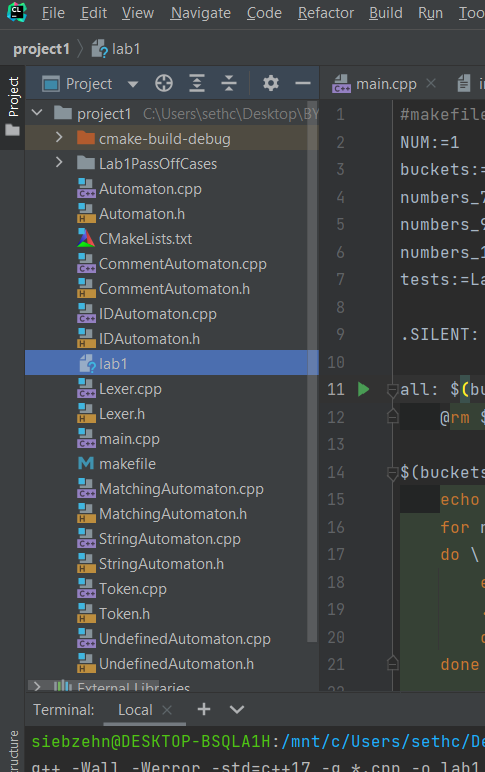 CL File Edit View Navigate Code Refactor Build Run
project1 lab1
Project
Project
main.cpp
project1 C:\Users\sethc\Desktop\BY
cmake-build-debug
Lab1PassOffCases
Automaton.cpp
Automaton.h
CMakeLists.txt
CommentAutomaton.cpp
CommentAutomaton.h
IDAutomaton.cpp
IDAutomaton.h
lab1
Lexer.cpp
Lexer.h
main.cpp
makefile
MatchingAutomaton.cpp
MatchingAutomaton.h
StringAutomaton.cpp
StringAutomaton.h
Token.cpp
Token.h
UndefinedAutomaton.cpp
UndefinedAutomaton.h
External Libraries
1 #makefile
2 NUM:=1
3 buckets:=
4 numbers_7
5 numbers_9
6 numbers_1
7 tests:=La
8
9 .SILENT:
10
11 all: $(bu
12 @rm $
13
14 $(buckets
15 echo
16 for n
17 do \
18
19
20
21 done
Terminal: Local
siebzehn@DESKTOP-BSQLA1H:/mnt/c/Users/sethc/De
g++ -Wall -Werror -std=c++17 -g *.cpp -o lab1